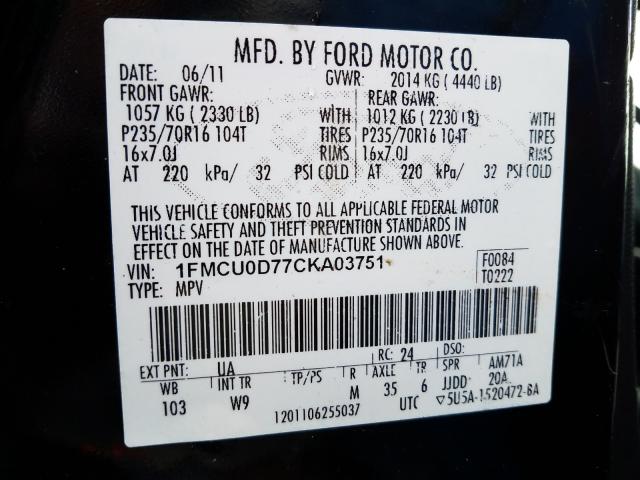 MFD. BY FORD MOTOR CO.
DATE: 06/11 GVWR: 2014 KG ( 4440 LB)
FRONT GAWR: REAR GAWR:
1057 KG ( 2330 LB) WITH 1012 KG ( 2230 LB) WITH
P235/70R16 104T TIRES P235/70R16 104T TIRES
16x7.0J RIMS 16x7.0J RIMS
AT 220 kPa/ 32 PSI COLD AT 220 kPa/ 32 PSI COLD
THIS VEHICLE CONFORMS TO ALL APPLICABLE FEDERAL MOTOR
VEHICLE SAFETY AND THEFT PREVENTION STANDARDS IN
EFFECT ON THE DATE OF MANUFACTURE SHOWN ABOVE.
VIN: 1FMCU0D77CKA03751 F0084
TYPE: MPV T0222
EXT PNT: UA RC: 24 DSO:
WB INT TR TP/PS R AXLE TR SPR AM71A
103 W9 M 35 6 JJDD 20A
1201106255037 UTC ▽5U5A-1520472-BA